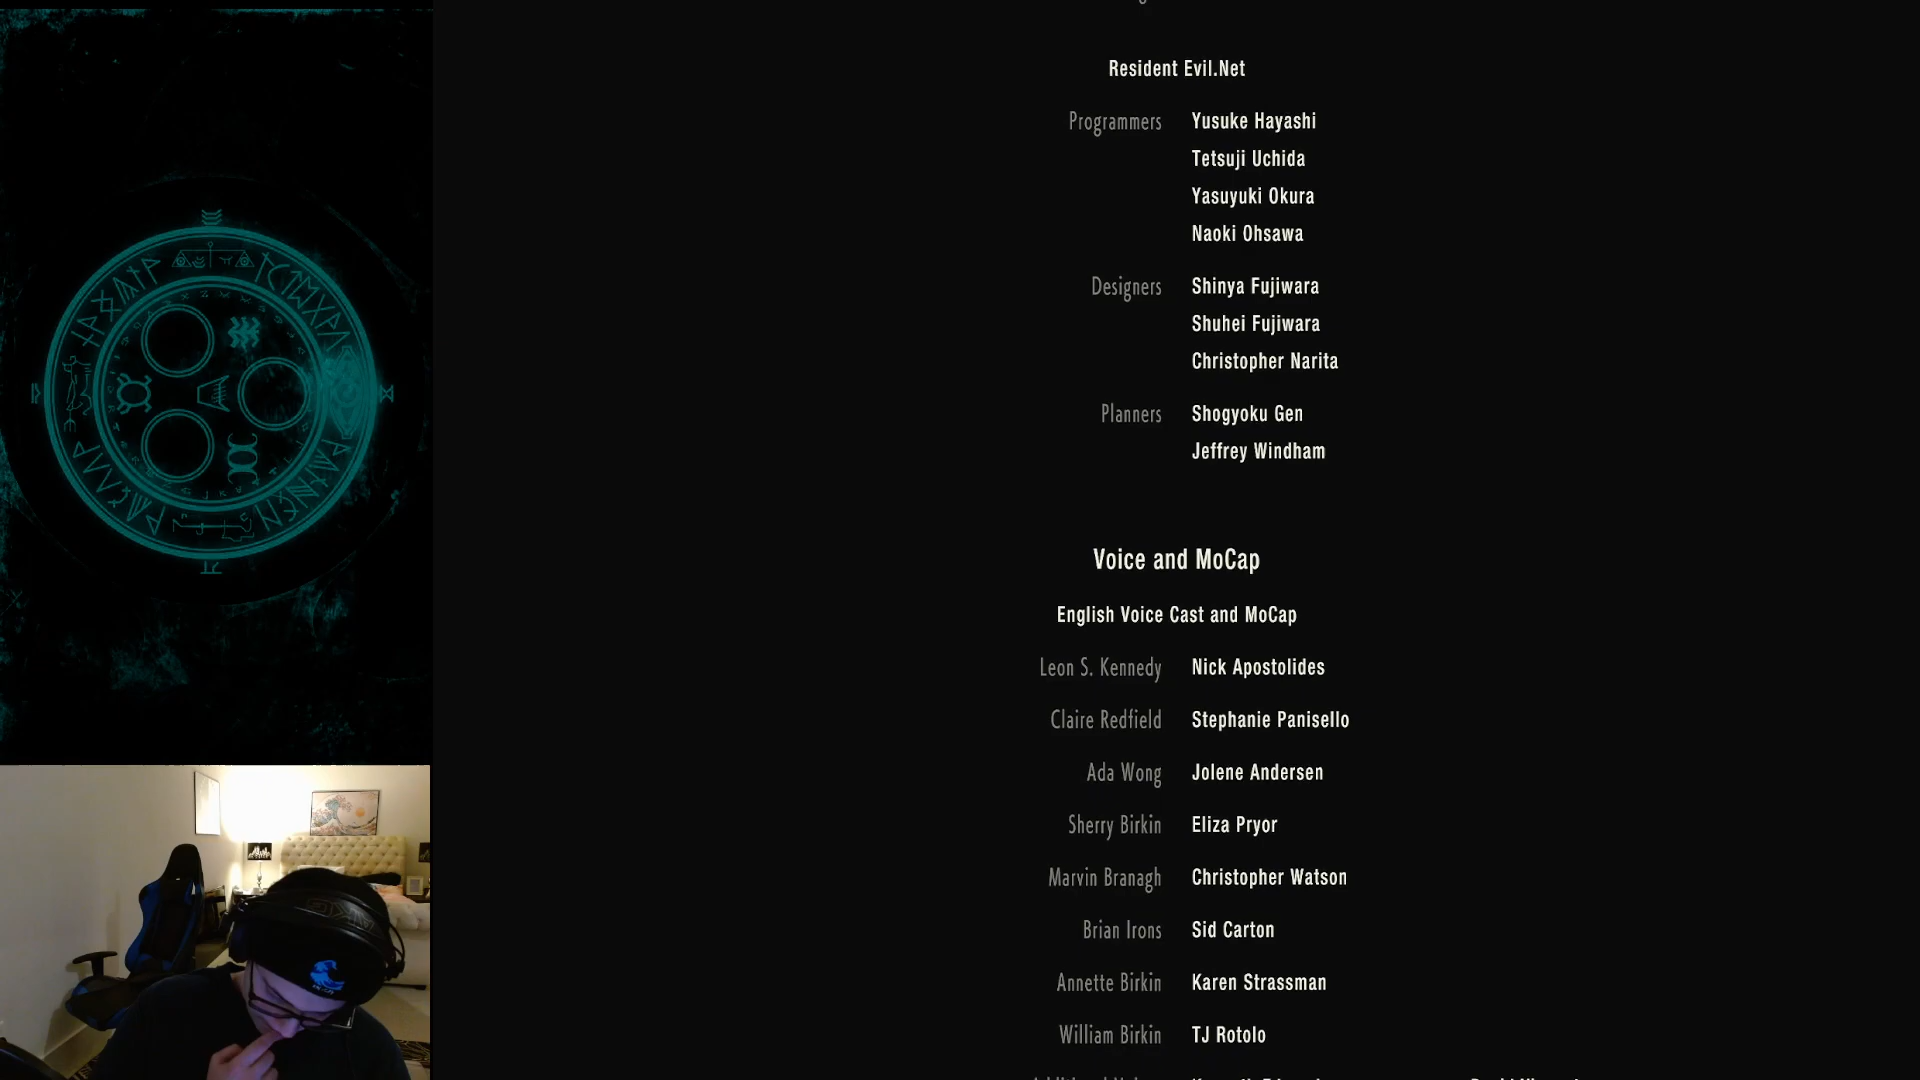 Resident Evil.Net
Programmers Yusuke Hayashi
Tetsuji Uchida
Yasuyuki Okura
Naoki Ohsawa
Designers Shinya Fujiwara
Shuhei Fujiwara
Christopher Narita
Planners Shogyoku Gen
Jeffrey Windham
Voice and MoCap
English Voice Cast and MoCap
Leon S. Kennedy Nick Apostolides
Claire Redfield Stephanie Panisello
Ada Wong Jolene Andersen
Sherry Birkin Eliza Pryor
Marvin Branagh Christopher Watson
Brian Irons Sid Carton
Annette Birkin Karen Strassman
William Birkin TJ Rotolo